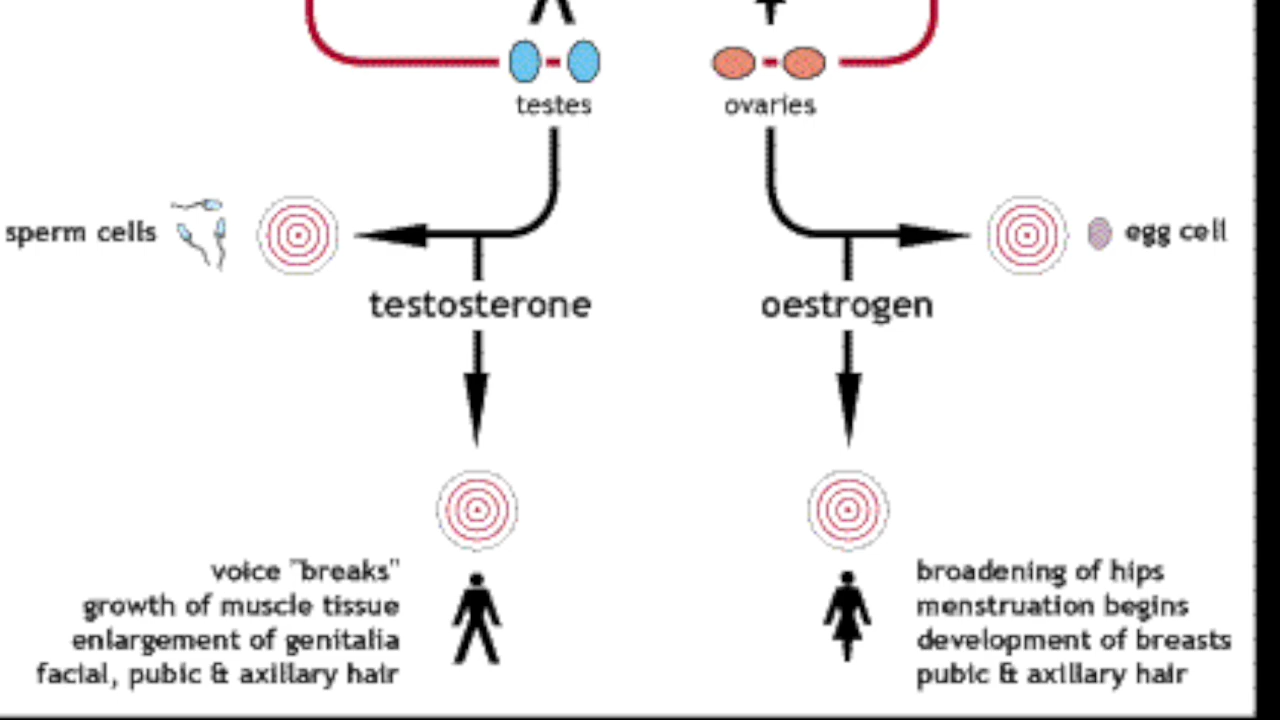 testes
ovaries
sperm cells
egg cell
testosterone
oestrogen
voice "breaks"
growth of muscle tissue
enlargement of genitalia
facial, pubic & axillary hair
broadening of hips
menstruation begins
development of breasts
pubic & axillary hair